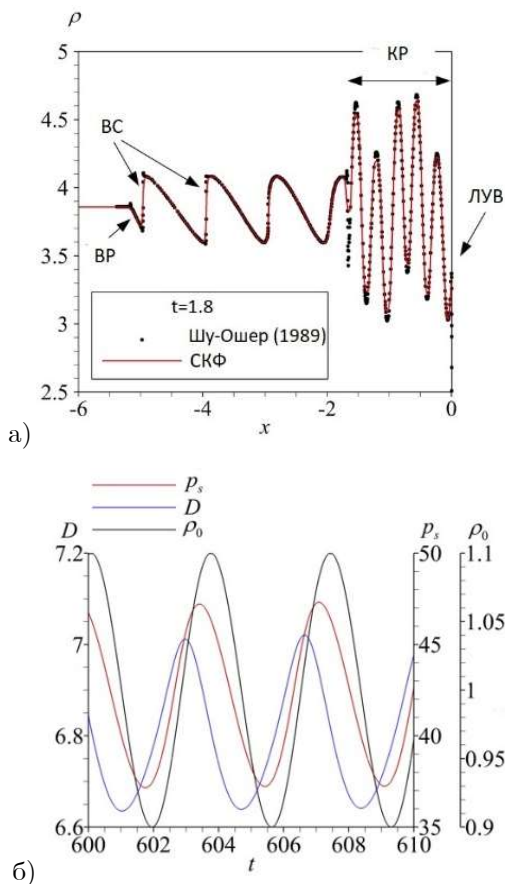 ρ
5
4.5
4
3.5
3
2.5
КР
ВС
ЛУВ
ВР
t=1.8
Шу-Ошер (1989)
СКФ
-6 -4 -2 0
x
а)
p_s
D
ρ_0
D p_s ρ_0
7.2 50 1.1
7 45 1.05
6.8 40 1
6.6 35 0.95
0.9
600 602 604 606 608 610
t
б)